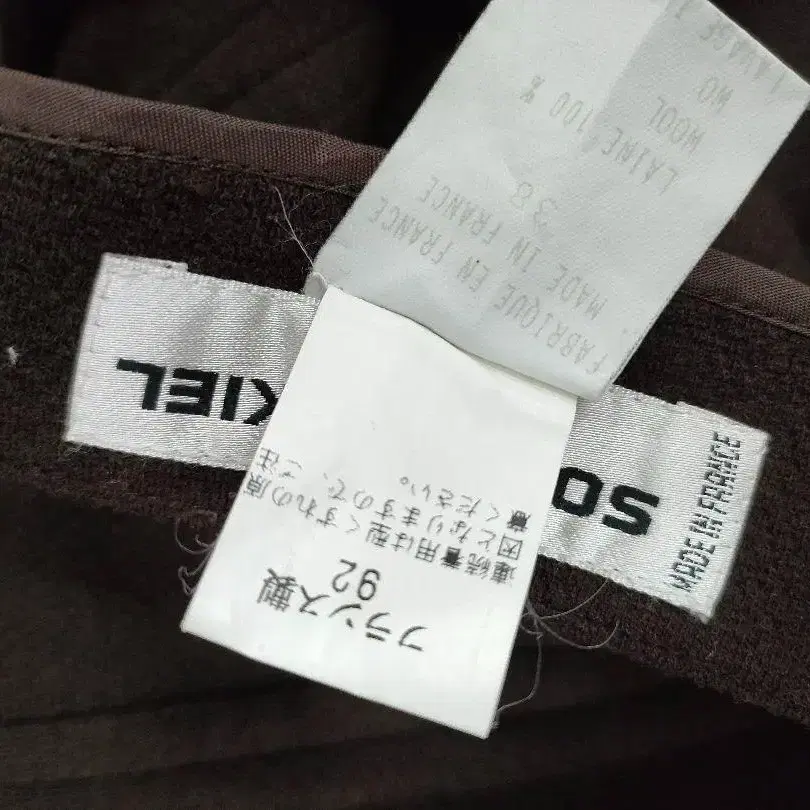 SO
KIEL
MADE IN FRANCE
フランス製
26
連続着用は型くずれの原
因となりますので、ご注
意ください。
FABRIQUE EN FRANCE
MADE IN FRANCE
38
LAINE 100 %
WOOL
WO